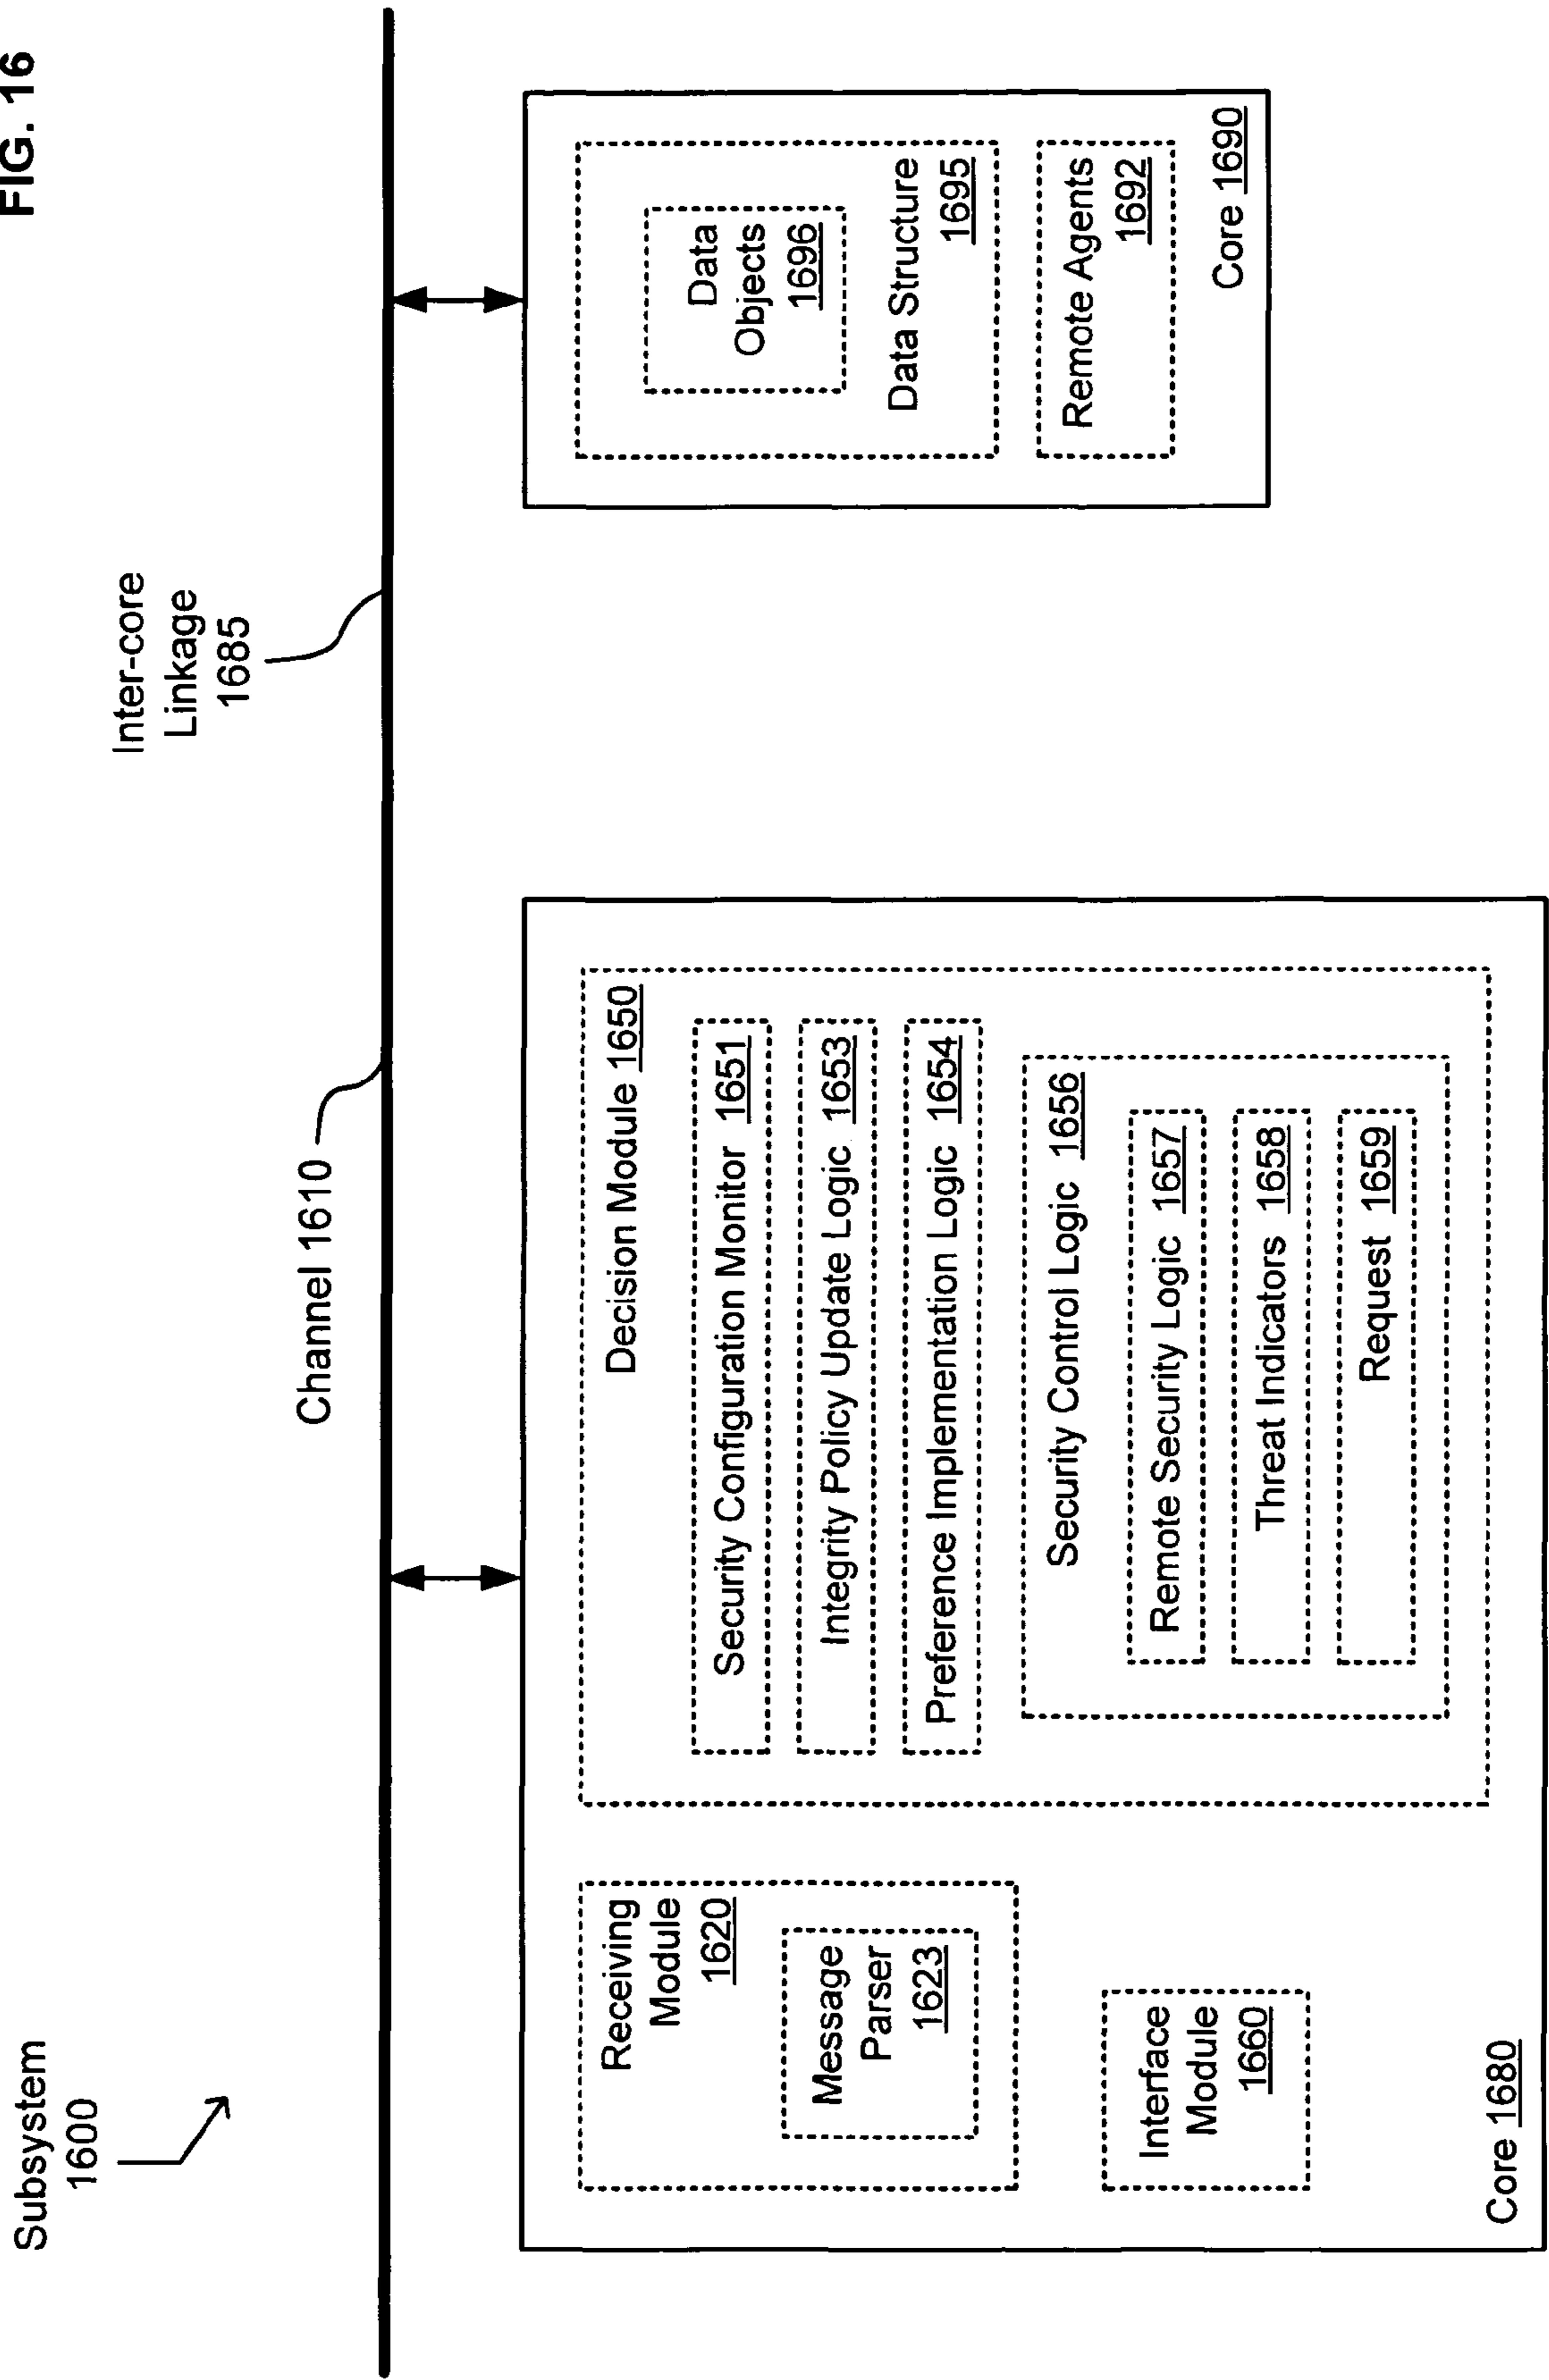 FIG. 16
Subsystem
1600
Inter-core
Linkage
1685
Channel 1610
Receiving
Module
1620
Message
Parser
1623
Interface
Module
1660
Core 1680
Decision Module 1650
Security Configuration Monitor 1651
Integrity Policy Update Logic 1653
Preference Implementation Logic 1654
Security Control Logic 1656
Remote Security Logic 1657
Threat Indicators 1658
Request 1659
Data
Objects
1696
Data Structure
1695
Remote Agents
1692
Core 1690